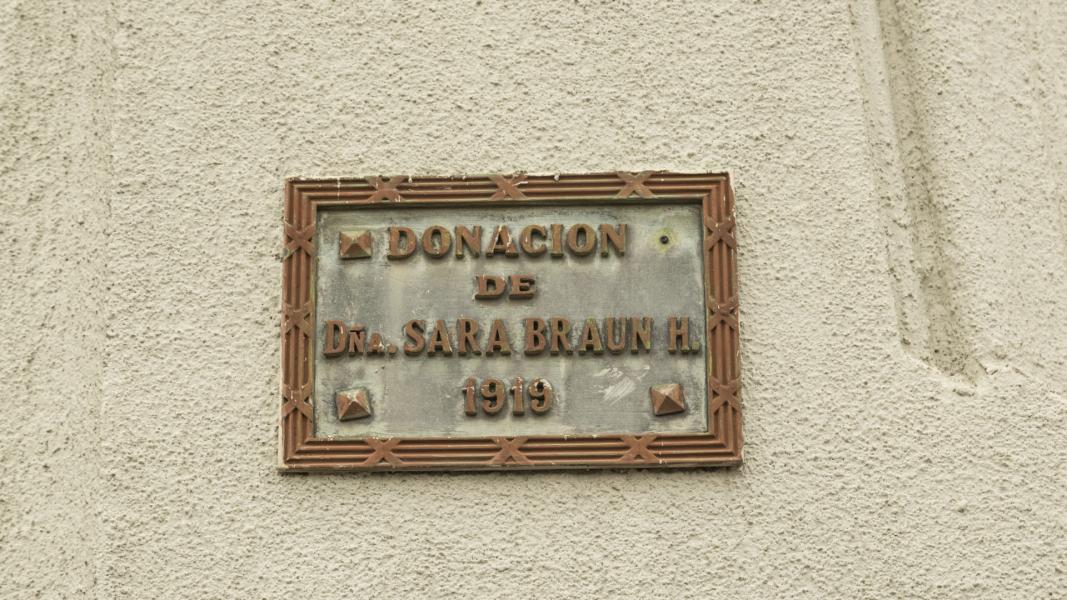 DONACION
DE
Dña. SARA BRAUN H.
1919